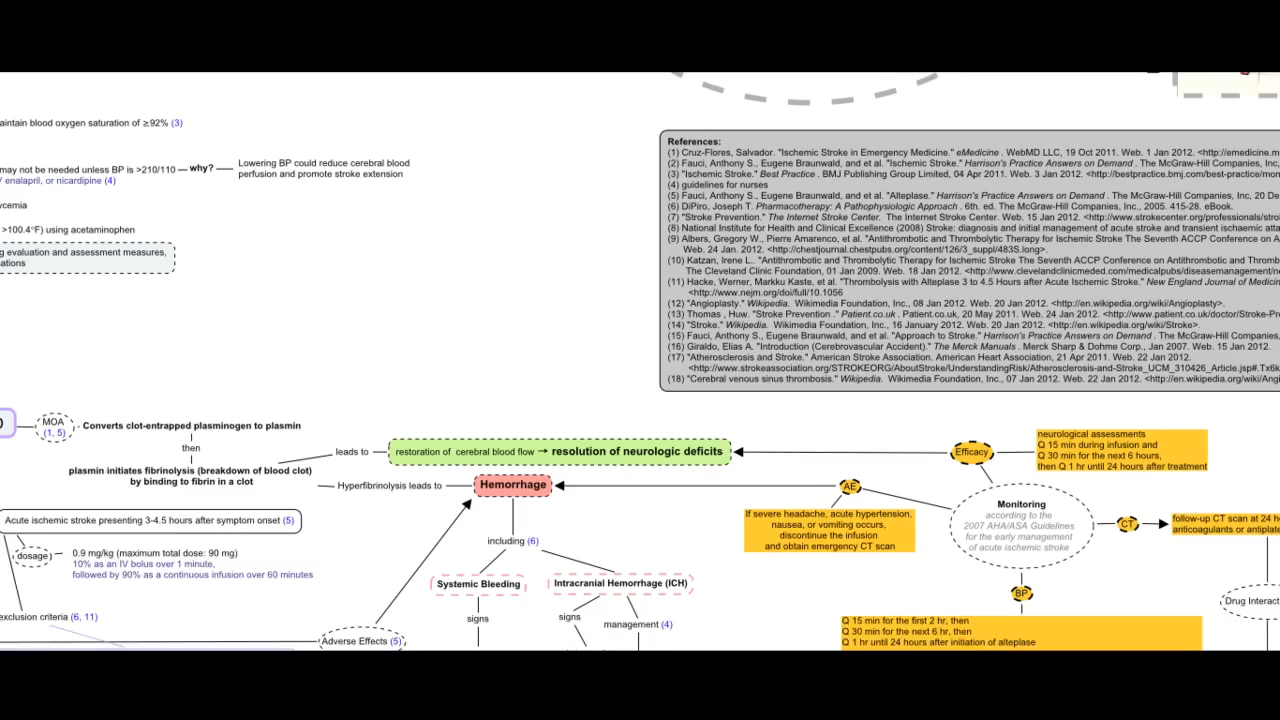 aintain blood oxygen saturation of ≥92% (3)
may not be needed unless BP is >210/110
why?
Lowering BP could reduce cerebral blood
perfusion and promote stroke extension
enalapril, or nicardipine (4)
ycemia
>100.4°F) using acetaminophen
g evaluation and assessment measures,
ations
References:
(1) Cruz-Flores, Salvador. "Ischemic Stroke in Emergency Medicine." eMedicine . WebMD LLC, 19 Oct 2011. Web. 1 Jan 2012. <http://emedicine.m
(2) Fauci, Anthony S., Eugene Braunwald, and et al. "Ischemic Stroke." Harrison's Practice Answers on Demand . The McGraw-Hill Companies, Inc,
(3) "Ischemic Stroke." Best Practice . BMJ Publishing Group Limited, 04 Apr 2011. Web. 3 Jan 2012. <http://bestpractice.bmj.com/best-practice/mon
(4) guidelines for nurses
(5) Fauci, Anthony S., Eugene Braunwald, and et al. "Alteplase." Harrison's Practice Answers on Demand . The McGraw-Hill Companies, Inc, 20 De
(6) DiPiro, Joseph T. Pharmacotherapy: A Pathophysiologic Approach . 6th. ed. The McGraw-Hill Companies, Inc., 2005. 415-28. eBook.
(7) "Stroke Prevention." The Internet Stroke Center. The Internet Stroke Center. Web. 15 Jan 2012. <http://www.strokecenter.org/professionals/stro
(8) National Institute for Health and Clinical Excellence (2008) Stroke: diagnosis and initial management of acute stroke and transient ischaemic atta
(9) Albers, Gregory W., Pierre Amarenco, et al. "Antithrombotic and Thrombolytic Therapy for Ischemic Stroke The Seventh ACCP Conference on A
Web. 24 Jan. 2012. <http://chestjournal.chestpubs.org/content/126/3_suppl/483S.long>.
(10) Katzan, Irene L.. "Antithrombotic and Thrombolytic Therapy for Ischemic Stroke The Seventh ACCP Conference on Antithrombotic and Thromb
The Cleveland Clinic Foundation, 01 Jan 2009. Web. 18 Jan 2012. <http://www.clevelandclinicmeded.com/medicalpubs/diseasemanagement/n
(11) Hacke, Werner, Markku Kaste, et al. "Thrombolysis with Alteplase 3 to 4.5 Hours after Acute Ischemic Stroke." New England Journal of Medicin
<http://www.nejm.org/doi/full/10.1056
(12) "Angioplasty." Wikipedia. Wikimedia Foundation, Inc., 08 Jan 2012. Web. 20 Jan 2012. <http://en.wikipedia.org/wiki/Angioplasty>.
(13) Thomas , Huw. "Stroke Prevention ." Patient.co.uk . Patient.co.uk, 20 May 2011. Web. 24 Jan 2012. <http://www.patient.co.uk/doctor/Stroke-Pr
(14) "Stroke." Wikipedia. Wikimedia Foundation, Inc., 16 January 2012. Web. 20 Jan 2012. <http://en.wikipedia.org/wiki/Stroke>.
(15) Fauci, Anthony S., Eugene Braunwald, and et al. "Approach to Stroke." Harrison's Practice Answers on Demand . The McGraw-Hill Companies,
(16) Giraldo, Elias A. "Introduction (Cerebrovascular Accident)." The Merck Manuals . Merck Sharp & Dohme Corp., Jan 2007. Web. 15 Jan 2012.
(17) "Atherosclerosis and Stroke." American Stroke Association. American Heart Association, 21 Apr 2011. Web. 22 Jan 2012.
<http://www.strokeassociation.org/STROKEORG/AboutStroke/UnderstandingRisk/Atherosclerosis-and-Stroke_UCM_310426_Article.jsp#.Tx6k
(18) "Cerebral venous sinus thrombosis." Wikipedia. Wikimedia Foundation, Inc., 07 Jan 2012. Web. 22 Jan 2012. <http://en.wikipedia.org/wiki/Angi
)
MOA
(1, 5)
Converts clot-entrapped plasminogen to plasmin
then
plasmin initiates fibrinolysis (breakdown of blood clot)
by binding to fibrin in a clot
leads to
restoration of cerebral blood flow → resolution of neurologic deficits
Hyperfibrinolysis leads to
Hemorrhage
Efficacy
neurological assessments
Q 15 min during infusion and
Q 30 min for the next 6 hours,
then Q 1 hr until 24 hours after treatment
AE
If severe headache, acute hypertension,
nausea, or vomiting occurs,
discontinue the infusion
and obtain emergency CT scan
Monitoring
according to the
2007 AHA/ASA Guidelines
for the early management
of acute ischemic stroke
CT
follow-up CT scan at 24 h
anticoagulants or antiplate
Acute ischemic stroke presenting 3-4.5 hours after symptom onset (5)
dosage
0.9 mg/kg (maximum total dose: 90 mg)
10% as an IV bolus over 1 minute,
followed by 90% as a continuous infusion over 60 minutes
including (6)
Systemic Bleeding
Intracranial Hemorrhage (ICH)
signs
signs
management (4)
exclusion criteria (6, 11)
Adverse Effects (5)
BP
Q 15 min for the first 2 hr, then
Q 30 min for the next 6 hr, then
Q 1 hr until 24 hours after initiation of alteplase
Drug Interact